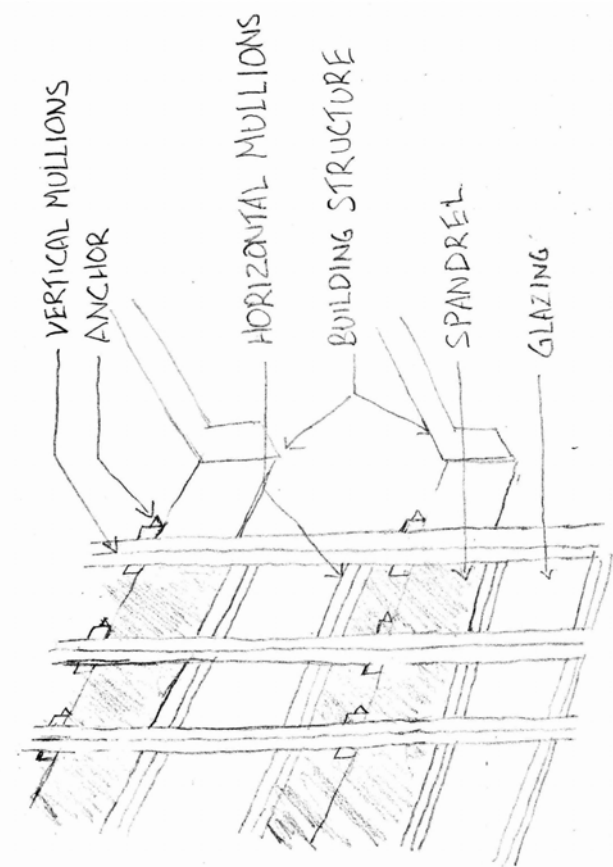 VERTICAL MULLIONS
ANCHOR
HORIZONTAL MULLIONS
BUILDING STRUCTURE
SPANDREL
GLAZING